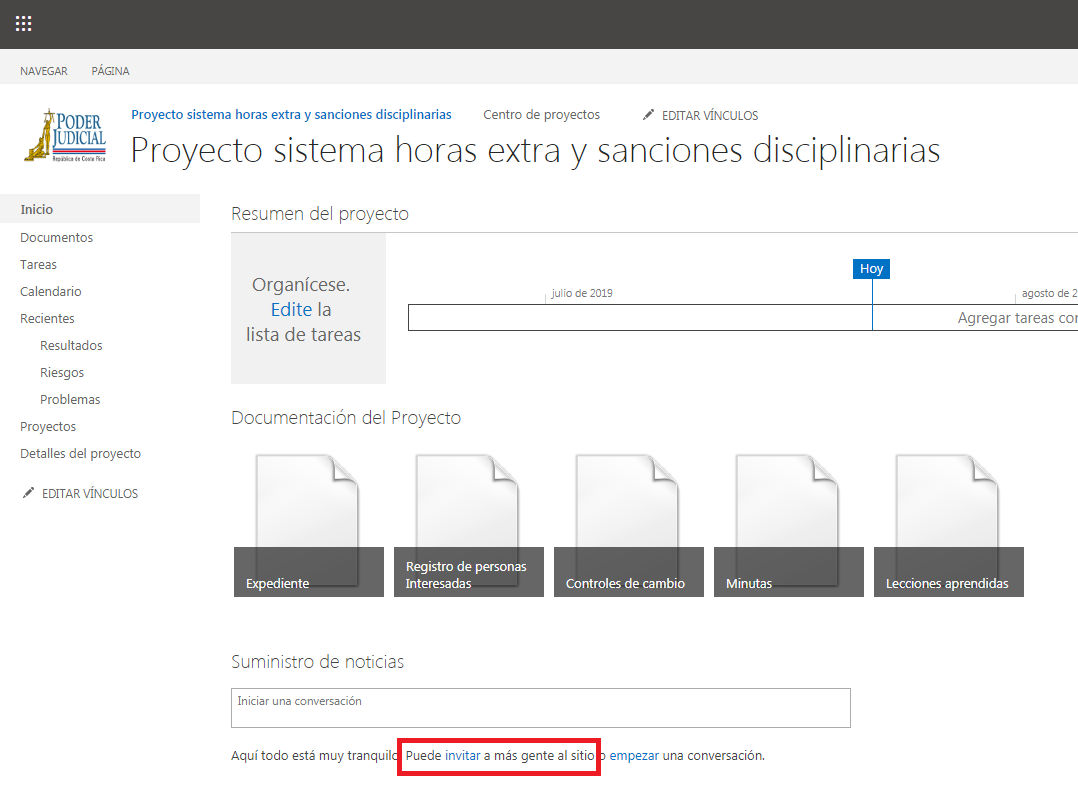 NAVEGAR PÁGINA
PODER
JUDICIAL
República de Costa Rica
Proyecto sistema horas extra y sanciones disciplinarias Centro de proyectos EDITAR VÍNCULOS
Proyecto sistema horas extra y sanciones disciplinarias
Inicio
Documentos
Tareas
Calendario
Recientes
Resultados
Riesgos
Problemas
Proyectos
Detalles del proyecto
EDITAR VÍNCULOS
Resumen del proyecto
Organícese.
Edite la
lista de tareas
Hoy
julio de 2019 agosto de 2
Agregar tareas con
Documentación del Proyecto
Expediente
Registro de personas
Interesadas
Controles de cambio
Minutas
Lecciones aprendidas
Suministro de noticias
Iniciar una conversación
Aquí todo está muy tranquilo Puede invitar a más gente al sitio o empezar una conversación.